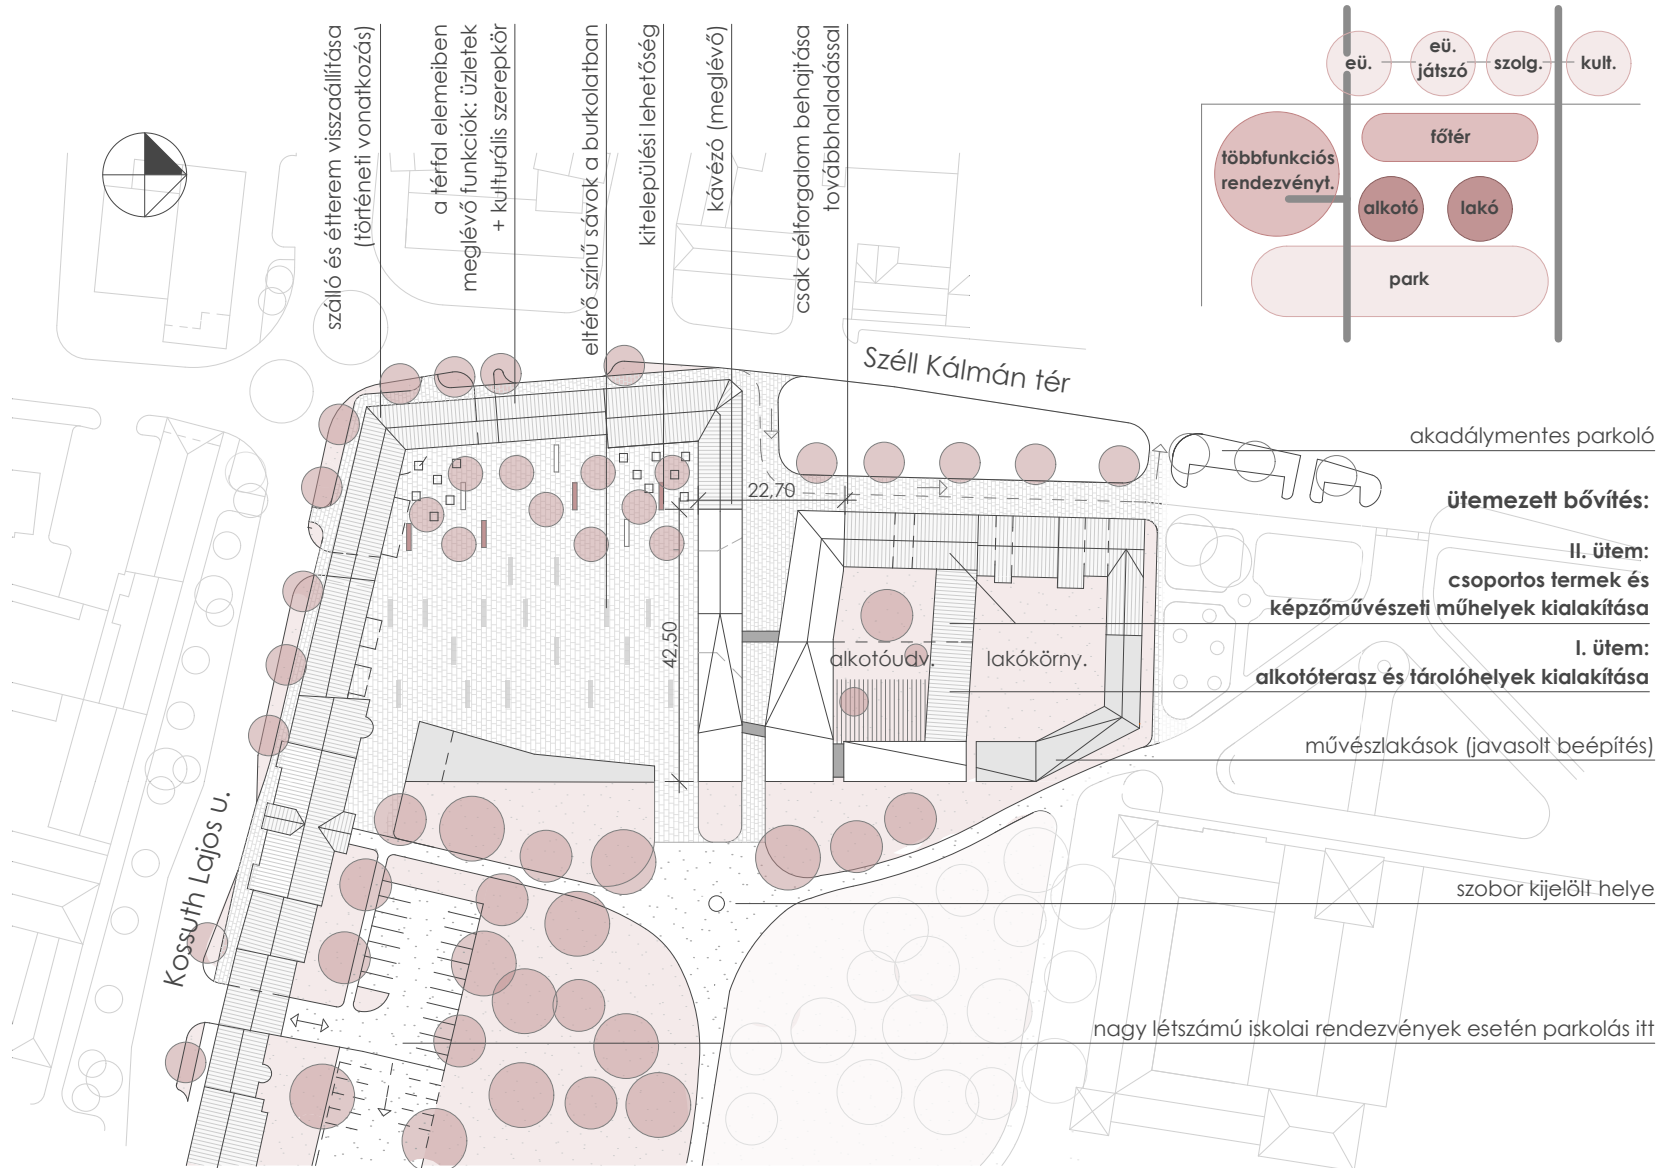 szálló és étterem visszaállítása
(történeti vonatkozás)
a térfal elemeiben
meglévő funkciók: üzletek
+ kulturális szerepkör
eltérő színű sávok a burkolatban
kitelepülési lehetőség
kávézó (meglévő)
csak célforgalom behajtása
továbbhaladással
eü.
eü.
játszó
szolg.
kult.
többfunkciós
rendezvényt.
főtér
alkotó
lakó
park
Széll Kálmán tér
akadálymentes parkoló
ütemezett bővítés:
II. ütem:
csoportos termek és
képzőművészeti műhelyek kialakítása
I. ütem:
alkotóterasz és tárolóhelyek kialakítása
művészlakások (javasolt beépítés)
szobor kijelölt helye
nagy létszámú iskolai rendezvények esetén parkolás itt
22,70
42,50
alkotóudv.
lakókörny.
Kossuth Lajos u.